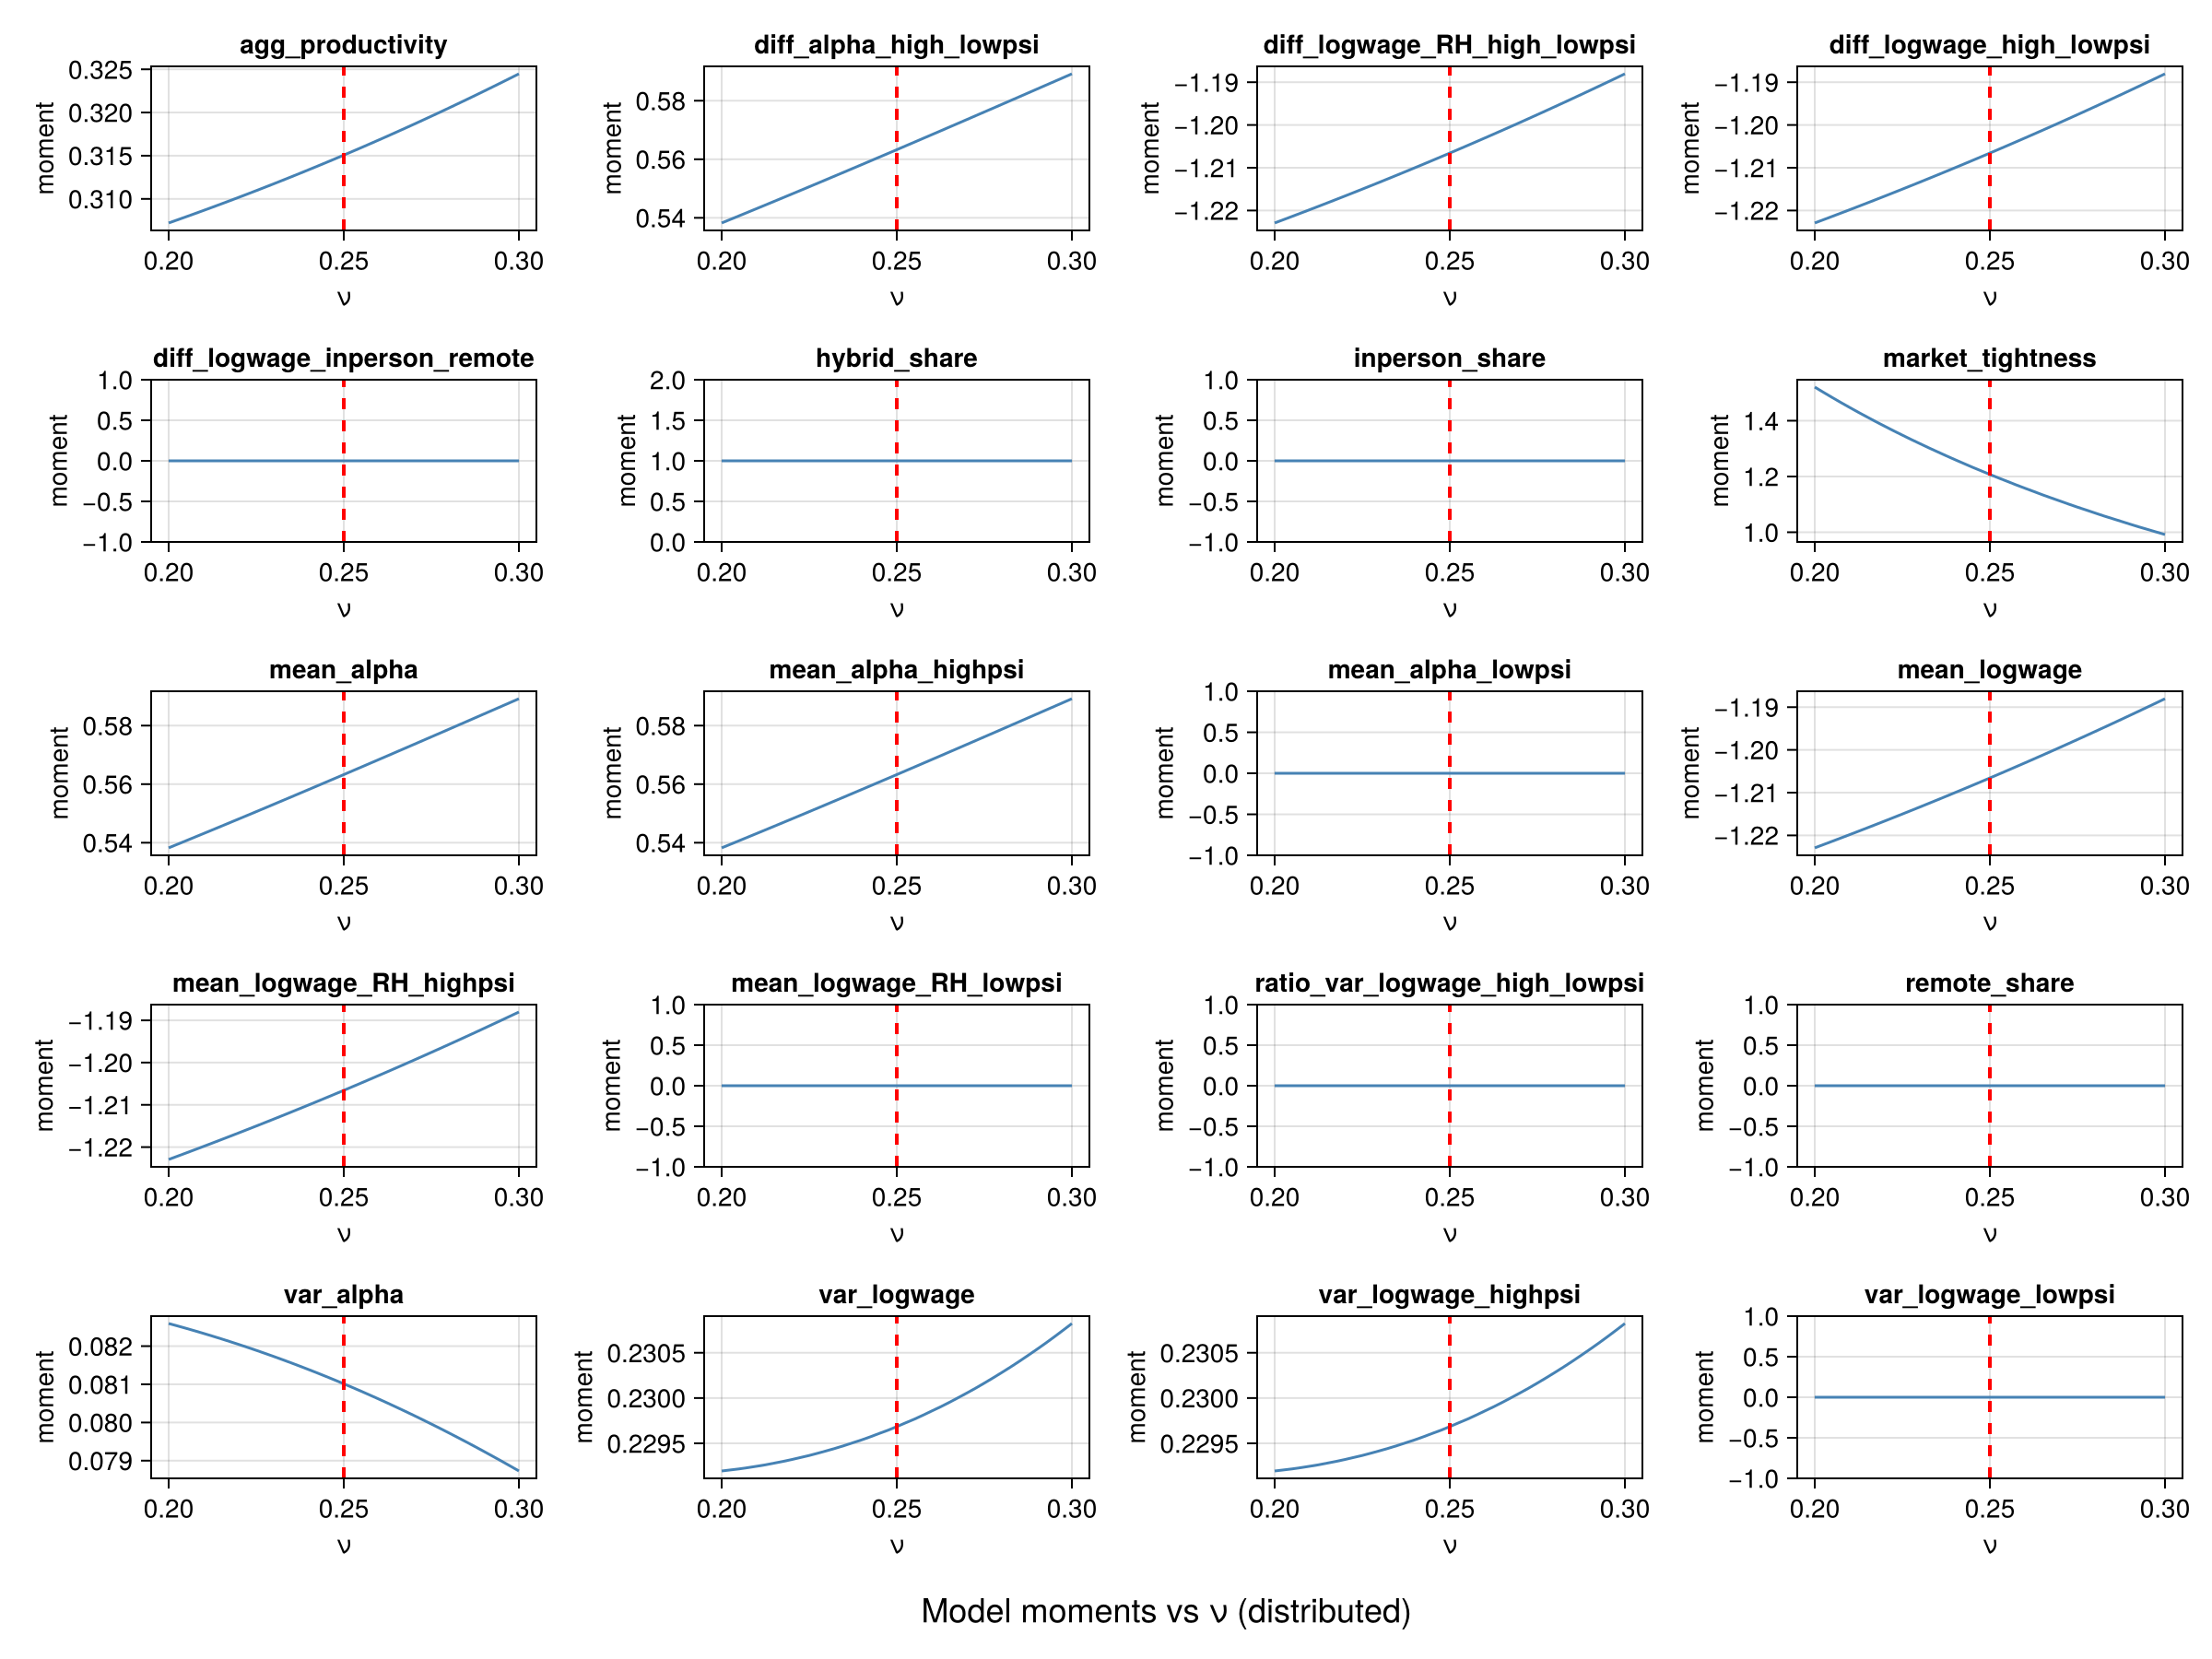 agg_productivity
moment
0.325
0.320
0.315
0.310
0.20 0.25 0.30
ν
diff_alpha_high_lowpsi
moment
0.58
0.56
0.54
0.20 0.25 0.30
ν
diff_logwage_RH_high_lowpsi
moment
−1.19
−1.20
−1.21
−1.22
0.20 0.25 0.30
ν
diff_logwage_high_lowpsi
moment
−1.19
−1.20
−1.21
−1.22
0.20 0.25 0.30
ν
diff_logwage_inperson_remote
moment
1.0
0.5
0.0
−0.5
−1.0
0.20 0.25 0.30
ν
hybrid_share
moment
2.0
1.5
1.0
0.5
0.0
0.20 0.25 0.30
ν
inperson_share
moment
1.0
0.5
0.0
−0.5
−1.0
0.20 0.25 0.30
ν
market_tightness
moment
1.4
1.2
1.0
0.20 0.25 0.30
ν
mean_alpha
moment
0.58
0.56
0.54
0.20 0.25 0.30
ν
mean_alpha_highpsi
moment
0.58
0.56
0.54
0.20 0.25 0.30
ν
mean_alpha_lowpsi
moment
1.0
0.5
0.0
−0.5
−1.0
0.20 0.25 0.30
ν
mean_logwage
moment
−1.19
−1.20
−1.21
−1.22
0.20 0.25 0.30
ν
mean_logwage_RH_highpsi
moment
−1.19
−1.20
−1.21
−1.22
0.20 0.25 0.30
ν
mean_logwage_RH_lowpsi
moment
1.0
0.5
0.0
−0.5
−1.0
0.20 0.25 0.30
ν
ratio_var_logwage_high_lowpsi
moment
1.0
0.5
0.0
−0.5
−1.0
0.20 0.25 0.30
ν
remote_share
moment
1.0
0.5
0.0
−0.5
−1.0
0.20 0.25 0.30
ν
var_alpha
moment
0.082
0.081
0.080
0.079
0.20 0.25 0.30
ν
var_logwage
moment
0.2305
0.2300
0.2295
0.20 0.25 0.30
ν
var_logwage_highpsi
moment
0.2305
0.2300
0.2295
0.20 0.25 0.30
ν
var_logwage_lowpsi
moment
1.0
0.5
0.0
−0.5
−1.0
0.20 0.25 0.30
ν
Model moments vs ν (distributed)